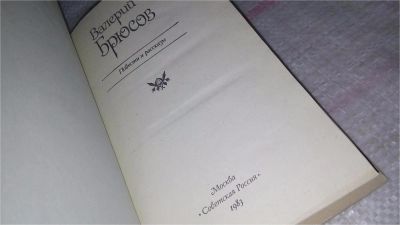 Валерий
Брюсов
Повести и рассказы
Москва
"Советская Россия"
1983